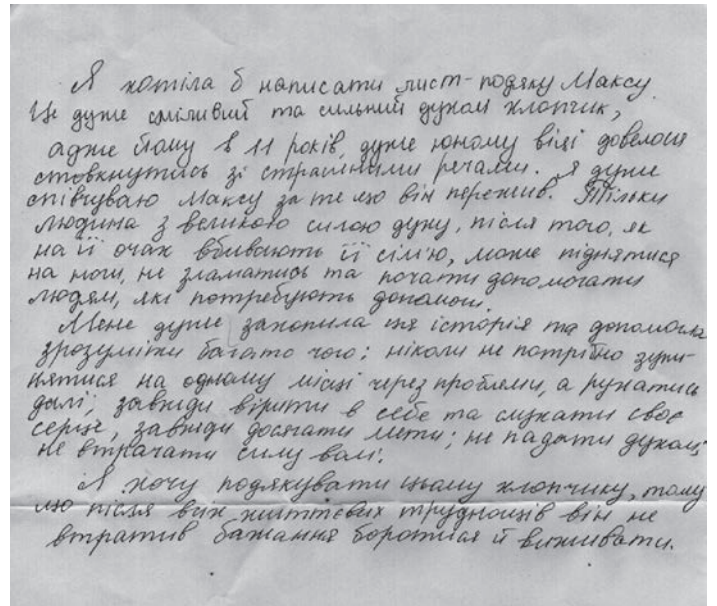 Я хотіла б написати лист-подяку Максу.
Це дуже сміливий та сильний духом хлопчик,
адже йому в 11 років, дуже юному віці довелося
стовкнутись зі страшними речами. Я дуже
співчуваю Максу за те що він пережив. Тільки
людина з великою силою духу, після того, як
на її очах вбивають її сім'ю, може піднятися
на ноги, не зламатись та почати допомогати
людям, які потребують допомоги.
Мене дуже захопила ця історія та допомогла
зрозуміти багато чого: ніколи не потрібно зупи-
нятися на одному місці через проблеми, а рухатись
далі; завжди вірити в себе та слухати своє
серце, завжди досягати мети; не падати духом;
не втрачати силу волі.
Я хочу подякувати цьому хлопчику, тому
що після всіх життєвих труднощів він не
втратив бажання боротися й виживати.